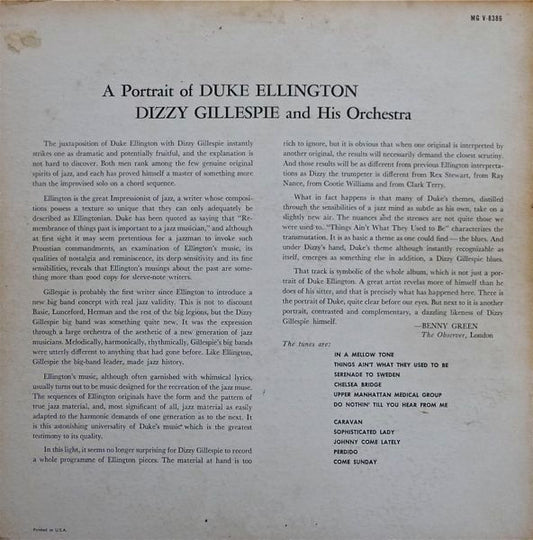 MG V-8386
A Portrait of DUKE ELLINGTON
DIZZY GILLESPIE and His Orchestra
The juxtaposition of Duke Ellington with Dizzy Gillespie instantly
strikes one as dramatic and potentially fruitful, and the explanation is
not hard to discover. Both men rank among the few genuine original
spirits of jazz, and each has proved himself a master of something more
than the improvised solo on a chord sequence.
Ellington is the great Impressionist of jazz, a writer whose composi-
tions possess a texture so unique that they can only adequately be
described as Ellingtonian. Duke has been quoted as saying that "Re-
membrance of things past is important to a jazz musician," and although
at first sight it may seem pretentious for a jazzman to invoke such
Proustian commandments, an examination of Ellington's music, its
qualities of nostalgia and reminiscence, its deep sensitivity and its fine
sensibilities, reveals that Ellington's musings about the past are some-
thing more than good copy for sleeve-note writers.
Gillespie is probably the first writer since Ellington to introduce a
new big band concept with real jazz validity. This is not to discount
Basie, Lunceford, Herman and the rest of the big legions, but the Dizzy
Gillespie big band was something quite new. It was the expression
through a large orchestra of the aesthetic of a new generation of jazz
musicians. Melodically, harmonically, rhythmically, Gillespie's big bands
were utterly different to anything that had gone before. Like Ellington,
Gillespie the big-band leader, made jazz history.
Ellington's music, although often garnished with whimsical lyrics,
usually turns out to be music designed for the recreation of the jazz muse.
The sequences of Ellington originals have the form and the pattern of
true jazz material, and, most significant of all, jazz material as easily
adapted to the harmonic demands of one generation as to the next. It
is this astonishing universality of Duke's music which is the greatest
testimony to its quality.
In this light, it seems no longer surprising for Dizzy Gillespie to record
a whole programme of Ellington pieces. The material at hand is too
rich to ignore, but it is obvious that when one original is interpreted by
another original, the results will necessarily demand the closest scrutiny.
And those results will be as different from previous Ellington interpreta-
tions as Dizzy the trumpeter is different from Rex Stewart, from Ray
Nance, from Cootie Williams and from Clark Terry.
What in fact happens is that many of Duke's themes, distilled
through the sensibilities of a jazz mind as subtle as his own, take on a
slightly new air. The nuances and the stresses are not quite those we
were used to. "Things Ain't What They Used to Be" characterizes the
transmutation. It is as basic a theme as one could find — the blues. And
under Dizzy's hand, Duke's theme although instantly recognizable as
itself, emerges as something else in addition, a Dizzy Gillespie blues.
That track is symbolic of the whole album, which is not just a por-
trait of Duke Ellington. A great artist reveals more of himself than he
does of his sitter, and that is precisely what has happened here. There is
the portrait of Duke, quite clear before our eyes. But next to it is another
portrait, contrasted and complementary, a dazzling likeness of Dizzy
Gillespie himself.
—BENNY GREEN
The Observer, London
The tunes are:
IN A MELLOW TONE
THINGS AIN'T WHAT THEY USED TO BE
SERENADE TO SWEDEN
CHELSEA BRIDGE
UPPER MANHATTAN MEDICAL GROUP
DO NOTHIN' TILL YOU HEAR FROM ME
CARAVAN
SOPHISTICATED LADY
JOHNNY COME LATELY
PERDIDO
COME SUNDAY
Printed in U.S.A.